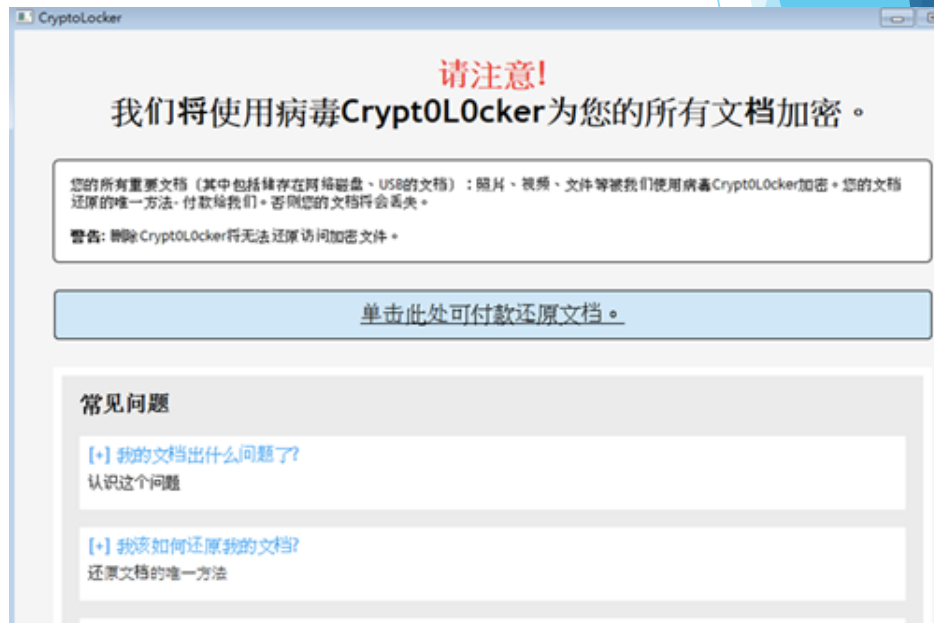 CryptoLocker
请注意!
我们将使用病毒Crypt0L0cker为您的所有文档加密。
您的所有重要文档（其中包括储存在网络磁盘、USB的文档）：照片、视频、文件等被我们使用病毒Crypt0L0cker加密。您的文档
还原的唯一方法- 付款给我们。否则您的文档将会丢失。
警告: 删除Crypt0L0cker将无法还原访问加密文件。
单击此处可付款还原文档。
常见问题
[+] 我的文档出什么问题了?
认识这个问题
[+] 我该如何还原我的文档?
还原文档的唯一方法